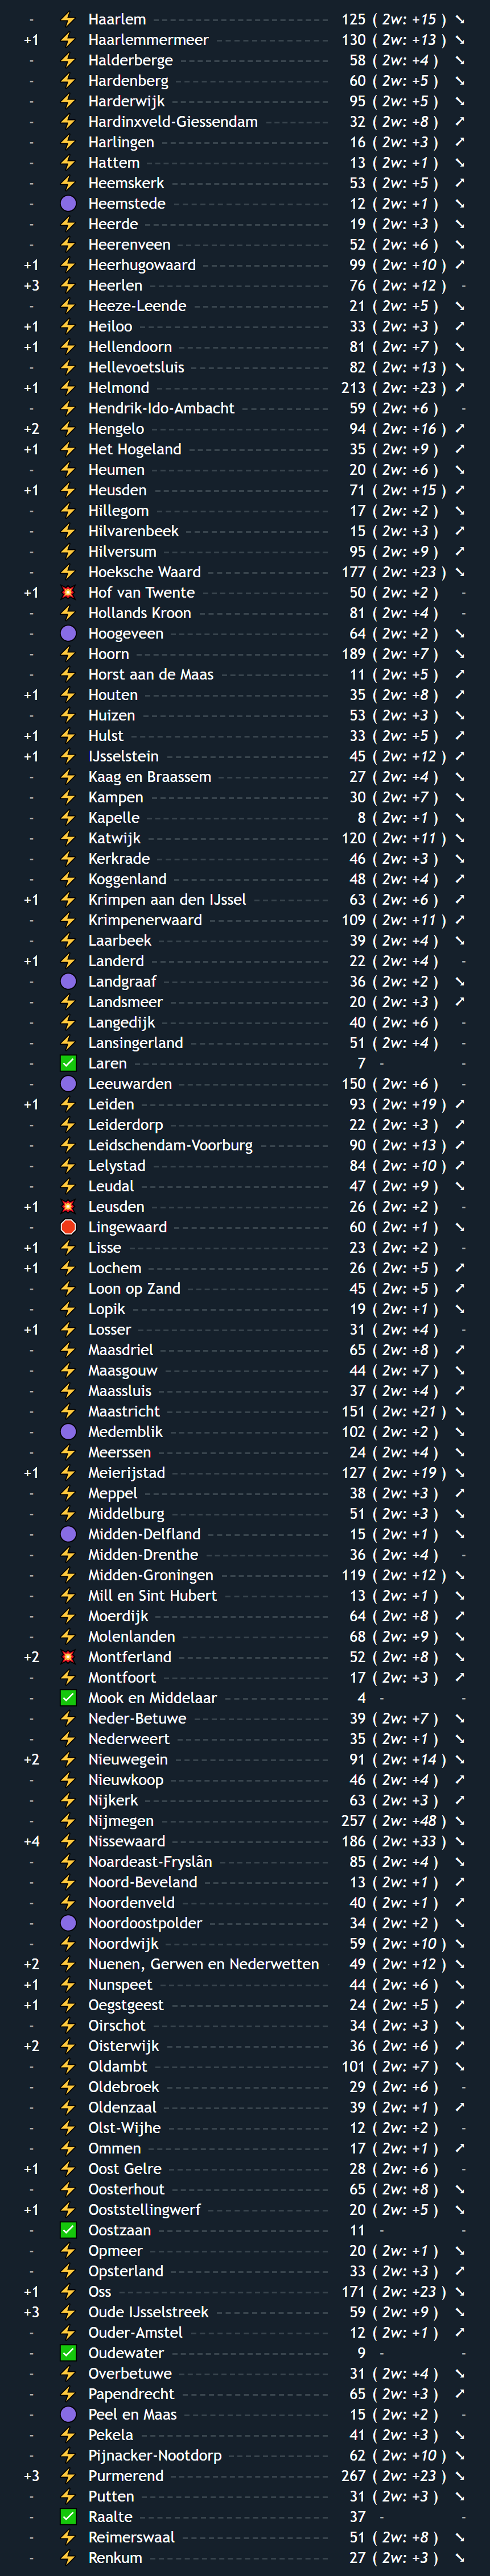 - ⚡ Haarlem 125 ( 2w: +15 ) ➘
+1 ⚡ Haarlemmermeer 130 ( 2w: +13 ) ➘
- ⚡ Halderberge 58 ( 2w: +4 ) ➘
- ⚡ Hardenberg 60 ( 2w: +5 ) ➘
- ⚡ Harderwijk 95 ( 2w: +5 ) ➘
- ⚡ Hardinxveld-Giessendam 32 ( 2w: +8 ) ➚
- ⚡ Harlingen 16 ( 2w: +3 ) ➚
- ⚡ Hattem 13 ( 2w: +1 ) ➘
- ⚡ Heemskerk 53 ( 2w: +5 ) ➚
- 🟣 Heemstede 12 ( 2w: +1 ) ➘
- ⚡ Heerde 19 ( 2w: +3 ) ➘
- ⚡ Heerenveen 52 ( 2w: +6 ) ➘
+1 ⚡ Heerhugowaard 99 ( 2w: +10 ) ➚
+3 ⚡ Heerlen 76 ( 2w: +12 ) -
- ⚡ Heeze-Leende 21 ( 2w: +5 ) ➘
+1 ⚡ Heiloo 33 ( 2w: +3 ) ➚
+1 ⚡ Hellendoorn 81 ( 2w: +7 ) ➘
- ⚡ Hellevoetsluis 82 ( 2w: +13 ) ➘
+1 ⚡ Helmond 213 ( 2w: +23 ) ➚
- ⚡ Hendrik-Ido-Ambacht 59 ( 2w: +6 ) -
+2 ⚡ Hengelo 94 ( 2w: +16 ) ➚
+1 ⚡ Het Hogeland 35 ( 2w: +9 ) ➚
- ⚡ Heumen 20 ( 2w: +6 ) ➘
+1 ⚡ Heusden 71 ( 2w: +15 ) ➚
- ⚡ Hillegom 17 ( 2w: +2 ) ➘
- ⚡ Hilvarenbeek 15 ( 2w: +3 ) ➚
- ⚡ Hilversum 95 ( 2w: +9 ) ➚
- ⚡ Hoeksche Waard 177 ( 2w: +23 ) ➘
+1 💥 Hof van Twente 50 ( 2w: +2 ) -
- ⚡ Hollands Kroon 81 ( 2w: +4 ) -
- 🟣 Hoogeveen 64 ( 2w: +2 ) ➘
- ⚡ Hoorn 189 ( 2w: +7 ) ➘
- ⚡ Horst aan de Maas 11 ( 2w: +5 ) ➚
+1 ⚡ Houten 35 ( 2w: +8 ) ➚
- ⚡ Huizen 53 ( 2w: +3 ) ➘
+1 ⚡ Hulst 33 ( 2w: +5 ) ➚
+1 ⚡ IJsselstein 45 ( 2w: +12 ) ➚
- ⚡ Kaag en Braassem 27 ( 2w: +4 ) ➘
- ⚡ Kampen 30 ( 2w: +7 ) ➘
- ⚡ Kapelle 8 ( 2w: +1 ) ➘
- ⚡ Katwijk 120 ( 2w: +11 ) ➘
- ⚡ Kerkrade 46 ( 2w: +3 ) ➘
- ⚡ Koggenland 48 ( 2w: +4 ) ➚
+1 ⚡ Krimpen aan den IJssel 63 ( 2w: +6 ) ➚
- ⚡ Krimpenerwaard 109 ( 2w: +11 ) ➚
- ⚡ Laarbeek 39 ( 2w: +4 ) ➘
+1 ⚡ Landerd 22 ( 2w: +4 ) -
- 🟣 Landgraaf 36 ( 2w: +2 ) ➘
- ⚡ Landsmeer 20 ( 2w: +3 ) ➚
- ⚡ Langedijk 40 ( 2w: +6 ) -
- ⚡ Lansingerland 51 ( 2w: +4 ) -
- ✅ Laren 7 - -
- 🟣 Leeuwarden 150 ( 2w: +6 ) -
+1 ⚡ Leiden 93 ( 2w: +19 ) ➚
- ⚡ Leiderdorp 22 ( 2w: +3 ) ➚
- ⚡ Leidschendam-Voorburg 90 ( 2w: +13 ) ➚
- ⚡ Lelystad 84 ( 2w: +10 ) ➚
- ⚡ Leudal 47 ( 2w: +9 ) ➘
+1 💥 Leusden 26 ( 2w: +2 ) -
- 🛑 Lingewaard 60 ( 2w: +1 ) ➘
+1 ⚡ Lisse 23 ( 2w: +2 ) -
+1 ⚡ Lochem 26 ( 2w: +5 ) ➚
- ⚡ Loon op Zand 45 ( 2w: +5 ) ➚
- ⚡ Lopik 19 ( 2w: +1 ) ➘
+1 ⚡ Losser 31 ( 2w: +4 ) -
- ⚡ Maasdriel 65 ( 2w: +8 ) ➚
- ⚡ Maasgouw 44 ( 2w: +7 ) ➘
- ⚡ Maassluis 37 ( 2w: +4 ) ➚
- ⚡ Maastricht 151 ( 2w: +21 ) ➘
- 🟣 Medemblik 102 ( 2w: +2 ) ➘
- ⚡ Meerssen 24 ( 2w: +4 ) ➘
+1 ⚡ Meierijstad 127 ( 2w: +19 ) ➘
- ⚡ Meppel 38 ( 2w: +3 ) ➚
- ⚡ Middelburg 51 ( 2w: +3 ) ➘
- 🟣 Midden-Delfland 15 ( 2w: +1 ) ➘
- ⚡ Midden-Drenthe 36 ( 2w: +4 ) -
- ⚡ Midden-Groningen 119 ( 2w: +12 ) ➘
- ⚡ Mill en Sint Hubert 13 ( 2w: +1 ) ➘
- ⚡ Moerdijk 64 ( 2w: +8 ) ➚
- ⚡ Molenlanden 68 ( 2w: +9 ) ➘
+2 💥 Montferland 52 ( 2w: +8 ) ➘
- ⚡ Montfoort 17 ( 2w: +3 ) ➚
- ✅ Mook en Middelaar 4 - -
- ⚡ Neder-Betuwe 39 ( 2w: +7 ) ➘
- ⚡ Nederweert 35 ( 2w: +1 ) ➘
+2 ⚡ Nieuwegein 91 ( 2w: +14 ) ➘
- ⚡ Nieuwkoop 46 ( 2w: +4 ) ➚
- ⚡ Nijkerk 63 ( 2w: +3 ) ➚
- ⚡ Nijmegen 257 ( 2w: +48 ) ➘
+4 ⚡ Nissewaard 186 ( 2w: +33 ) ➘
- ⚡ Noardeast-Fryslân 85 ( 2w: +4 ) ➘
- ⚡ Noord-Beveland 13 ( 2w: +1 ) ➚
- ⚡ Noordenveld 40 ( 2w: +1 ) ➚
- 🟣 Noordoostpolder 34 ( 2w: +2 ) ➘
- ⚡ Noordwijk 59 ( 2w: +10 ) ➘
+2 ⚡ Nuenen, Gerwen en Nederwetten 49 ( 2w: +12 ) ➘
+1 ⚡ Nunspeet 44 ( 2w: +6 ) ➘
+1 ⚡ Oegstgeest 24 ( 2w: +5 ) ➚
- ⚡ Oirschot 34 ( 2w: +3 ) ➘
+2 ⚡ Oisterwijk 36 ( 2w: +6 ) ➚
- ⚡ Oldambt 101 ( 2w: +7 ) ➘
- ⚡ Oldebroek 29 ( 2w: +6 ) -
- ⚡ Oldenzaal 39 ( 2w: +1 ) ➚
- ⚡ Olst-Wijhe 12 ( 2w: +2 ) -
- ⚡ Ommen 17 ( 2w: +1 ) ➚
+1 ⚡ Oost Gelre 28 ( 2w: +6 ) -
- ⚡ Oosterhout 65 ( 2w: +8 ) ➘
+1 ⚡ Ooststellingwerf 20 ( 2w: +5 ) ➘
- ✅ Oostzaan 11 - -
- ⚡ Opmeer 20 ( 2w: +1 ) ➘
- ⚡ Opsterland 33 ( 2w: +3 ) ➚
+1 ⚡ Oss 171 ( 2w: +23 ) ➘
+3 ⚡ Oude IJsselstreek 59 ( 2w: +9 ) ➘
- ⚡ Ouder-Amstel 12 ( 2w: +1 ) ➚
- ✅ Oudewater 9 - -
- ⚡ Overbetuwe 31 ( 2w: +4 ) ➘
- ⚡ Papendrecht 65 ( 2w: +3 ) ➚
- 🟣 Peel en Maas 15 ( 2w: +2 ) -
- ⚡ Pekela 41 ( 2w: +3 ) ➘
- ⚡ Pijnacker-Nootdorp 62 ( 2w: +10 ) ➘
+3 ⚡ Purmerend 267 ( 2w: +23 ) ➘
- ⚡ Putten 31 ( 2w: +3 ) ➘
- ✅ Raalte 37 - -
- ⚡ Reimerswaal 51 ( 2w: +8 ) ➘
- ⚡ Renkum 27 ( 2w: +3 ) ➘